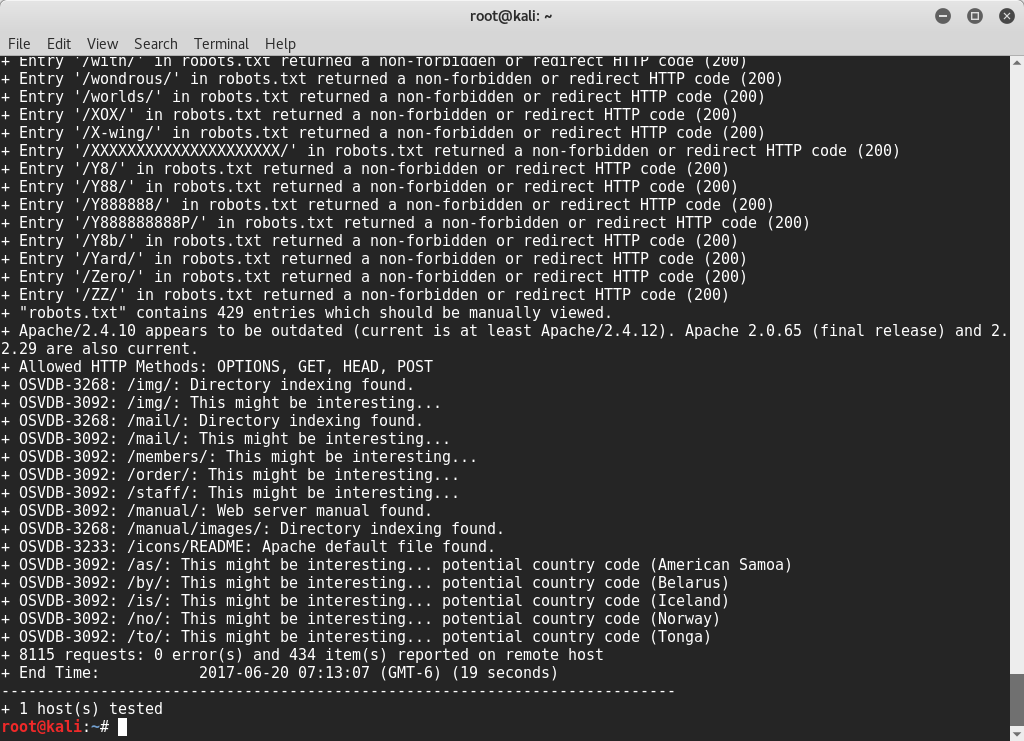 root@kali: ~
File Edit View Search Terminal Help
+ Entry '/with/' in robots.txt returned a non-forbidden or redirect HTTP code (200)
+ Entry '/wondrous/' in robots.txt returned a non-forbidden or redirect HTTP code (200)
+ Entry '/worlds/' in robots.txt returned a non-forbidden or redirect HTTP code (200)
+ Entry '/XOX/' in robots.txt returned a non-forbidden or redirect HTTP code (200)
+ Entry '/X-wing/' in robots.txt returned a non-forbidden or redirect HTTP code (200)
+ Entry '/XXXXXXXXXXXXXXXXXXXXX/' in robots.txt returned a non-forbidden or redirect HTTP code (200)
+ Entry '/Y8/' in robots.txt returned a non-forbidden or redirect HTTP code (200)
+ Entry '/Y88/' in robots.txt returned a non-forbidden or redirect HTTP code (200)
+ Entry '/Y888888/' in robots.txt returned a non-forbidden or redirect HTTP code (200)
+ Entry '/Y888888888P/' in robots.txt returned a non-forbidden or redirect HTTP code (200)
+ Entry '/Y8b/' in robots.txt returned a non-forbidden or redirect HTTP code (200)
+ Entry '/Yard/' in robots.txt returned a non-forbidden or redirect HTTP code (200)
+ Entry '/Zero/' in robots.txt returned a non-forbidden or redirect HTTP code (200)
+ Entry '/ZZ/' in robots.txt returned a non-forbidden or redirect HTTP code (200)
+ "robots.txt" contains 429 entries which should be manually viewed.
+ Apache/2.4.10 appears to be outdated (current is at least Apache/2.4.12). Apache 2.0.65 (final release) and 2.
2.29 are also current.
+ Allowed HTTP Methods: OPTIONS, GET, HEAD, POST
+ OSVDB-3268: /img/: Directory indexing found.
+ OSVDB-3092: /img/: This might be interesting...
+ OSVDB-3268: /mail/: Directory indexing found.
+ OSVDB-3092: /mail/: This might be interesting...
+ OSVDB-3092: /members/: This might be interesting...
+ OSVDB-3092: /order/: This might be interesting...
+ OSVDB-3092: /staff/: This might be interesting...
+ OSVDB-3092: /manual/: Web server manual found.
+ OSVDB-3268: /manual/images/: Directory indexing found.
+ OSVDB-3233: /icons/README: Apache default file found.
+ OSVDB-3092: /as/: This might be interesting... potential country code (American Samoa)
+ OSVDB-3092: /by/: This might be interesting... potential country code (Belarus)
+ OSVDB-3092: /is/: This might be interesting... potential country code (Iceland)
+ OSVDB-3092: /no/: This might be interesting... potential country code (Norway)
+ OSVDB-3092: /to/: This might be interesting... potential country code (Tonga)
+ 8115 requests: 0 error(s) and 434 item(s) reported on remote host
+ End Time:           2017-06-20 07:13:07 (GMT-6) (19 seconds)
---------------------------------------------------------------------------
+ 1 host(s) tested
root@kali:~#